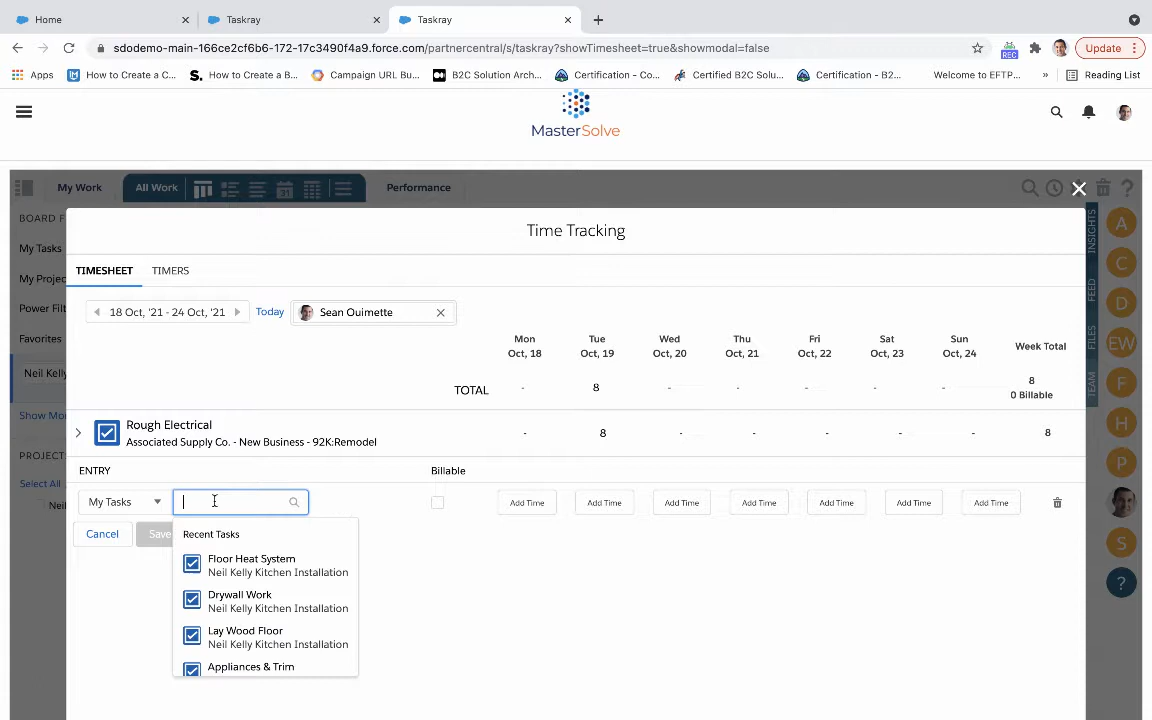 Home
Taskray
Taskray
sdodemo-main-166ce2cf6b6-172-17c3490f4a9.force.com/partnercentral/s/taskray?showTimesheet=true&showmodal=false
REC
Update
Apps
How to Create a C...
How to Create a B...
Campaign URL Bu...
B2C Solution Arch...
Certification - Co...
Certified B2C Solu...
Certification - B2...
Welcome to EFTP...
»
Reading List
MasterSolve
My Work
All Work
Performance
BOARD F
My Tasks
My Projec
Power Filt
Favorites
Neil Kelly
Show Mor
PROJECT
Select All
Neil
Time Tracking
TIMESHEET
TIMERS
18 Oct, '21 - 24 Oct, '21
Today
Sean Ouimette
Mon
Oct, 18
Tue
Oct, 19
Wed
Oct, 20
Thu
Oct, 21
Fri
Oct, 22
Sat
Oct, 23
Sun
Oct, 24
Week Total
TOTAL
- 8 - - - - - 8
0 Billable
Rough Electrical
Associated Supply Co. - New Business - 92K:Remodel
- 8 - - - - - 8
ENTRY
Billable
My Tasks
Add Time
Add Time
Add Time
Add Time
Add Time
Add Time
Add Time
Cancel
Save
Recent Tasks
Floor Heat System
Neil Kelly Kitchen Installation
Drywall Work
Neil Kelly Kitchen Installation
Lay Wood Floor
Neil Kelly Kitchen Installation
Appliances & Trim
INSIGHTS
FEED
FILES
TEAM
A
C
D
EW
F
H
P
S
?